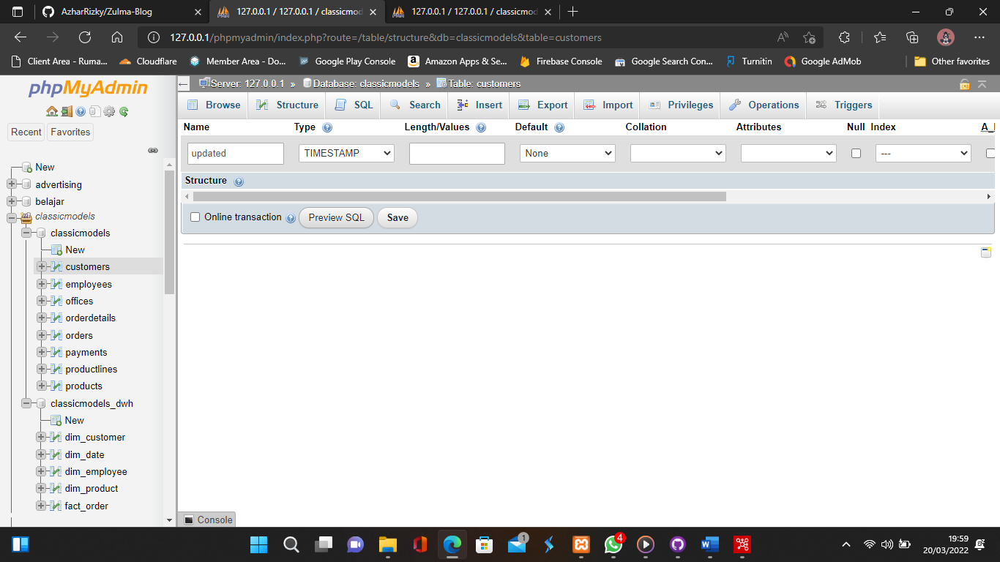 AzharRizky/Zulma-Blog
127.0.0.1 / 127.0.0.1 / classicmod
127.0.0.1 / 127.0.0.1 / classicmod
127.0.0.1/phpmyadmin/index.php?route=/table/structure&db=classicmodels&table=customers
Client Area - Ruma...
Cloudflare
Member Area - Do...
Google Play Console
Amazon Apps & Se...
Firebase Console
Google Search Con...
Turnitin
Google AdMob
Other favorites
phpMyAdmin
Recent
Favorites
New
advertising
belajar
classicmodels
classicmodels
New
customers
employees
offices
orderdetails
orders
payments
productlines
products
classicmodels_dwh
New
dim_customer
dim_date
dim_employee
dim_product
fact_order
Server: 127.0.0.1 » Database: classicmodels » Table: customers
Browse Structure SQL Search Insert Export Import Privileges Operations Triggers
Name Type Length/Values Default Collation Attributes Null Index
updated TIMESTAMP None ---
Structure
Online transaction Preview SQL Save
Console
1
4
19:59
20/03/2022